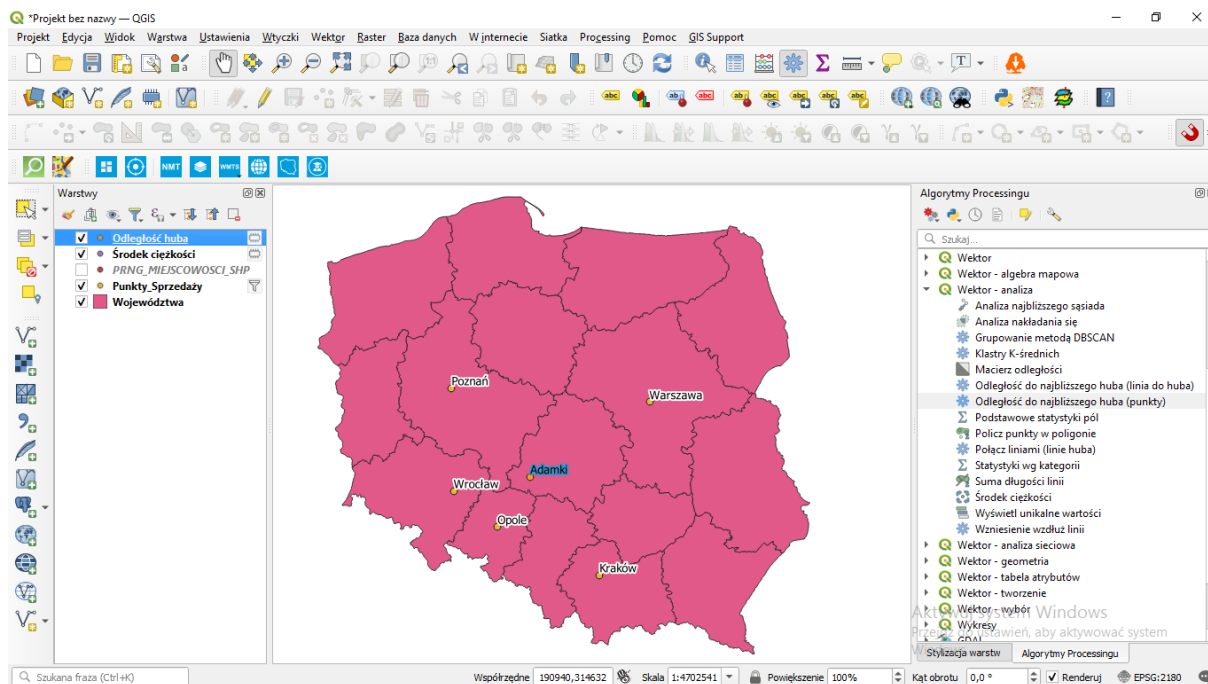 *Projekt bez nazwy — QGIS
Projekt Edycja Widok Warstwa Ustawienia Wtyczki Wektor Raster Baza danych W internecie Siatka Processing Pomoc GIS Support
NMT WMTS
Warstwy
Odległość huba
Środek ciężkości
PRNG_MIEJSCOWOSCI_SHP
Punkty_Sprzedaży
Województwa
Poznań
Warszawa
Adamki
Wrocław
Opole
Kraków
Algorytmy Processingu
Szukaj...
Wektor
Wektor - algebra mapowa
Wektor - analiza
Analiza najbliższego sąsiada
Analiza nakładania się
Grupowanie metodą DBSCAN
Klastry K-średnich
Macierz odległości
Odległość do najbliższego huba (linia do huba)
Odległość do najbliższego huba (punkty)
Podstawowe statystyki pól
Policz punkty w poligonie
Połącz liniami (linie huba)
Statystyki wg kategorii
Suma długości linii
Środek ciężkości
Wyświetl unikalne wartości
Wzniesienie wzdłuż linii
Wektor - analiza sieciowa
Wektor - geometria
Wektor - tabela atrybutów
Wektor - tworzenie
Wektor - wybór
Wykresy
GDAL
Aktywuj system Windows
Przejdź do ustawień, aby aktywować system
Windows.
Stylizacja warstw Algorytmy Processingu
Szukana fraza (Ctrl+K) Współrzędne 190940,314632 Skala 1:4702541 Powiększenie 100% Kąt obrotu 0,0 ° Renderuj EPSG:2180